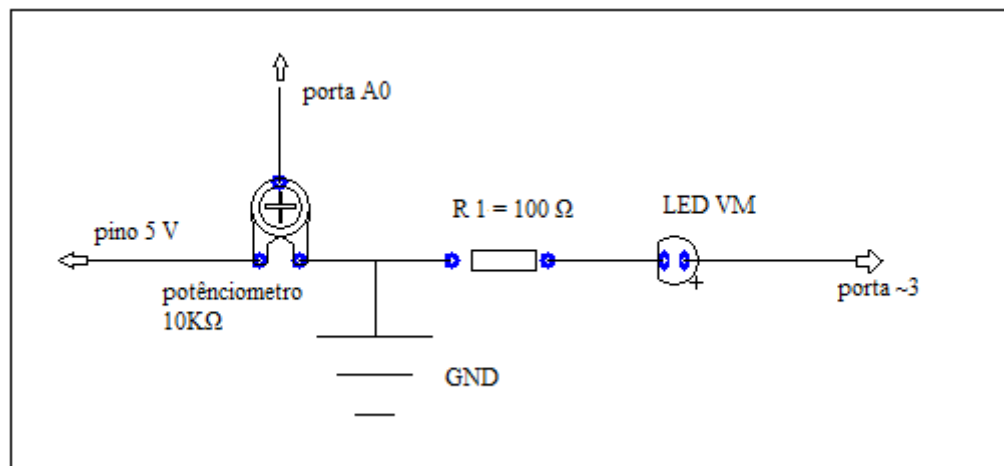 porta A0
R 1 = 100 Ω
LED VM
pino 5 V
potênciometro
10KΩ
porta ~3
+
GND